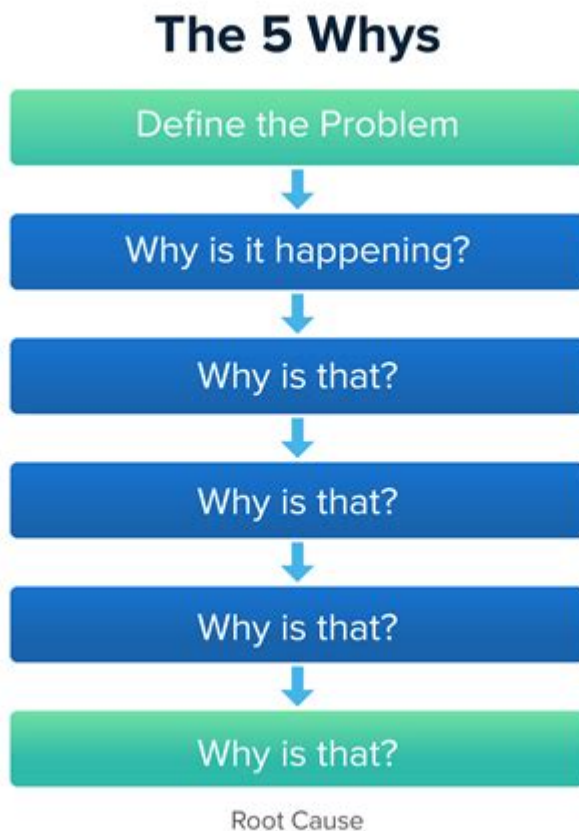 The 5 Whys
Define the Problem
Why is it happening?
Why is that?
Why is that?
Why is that?
Why is that?
Root Cause